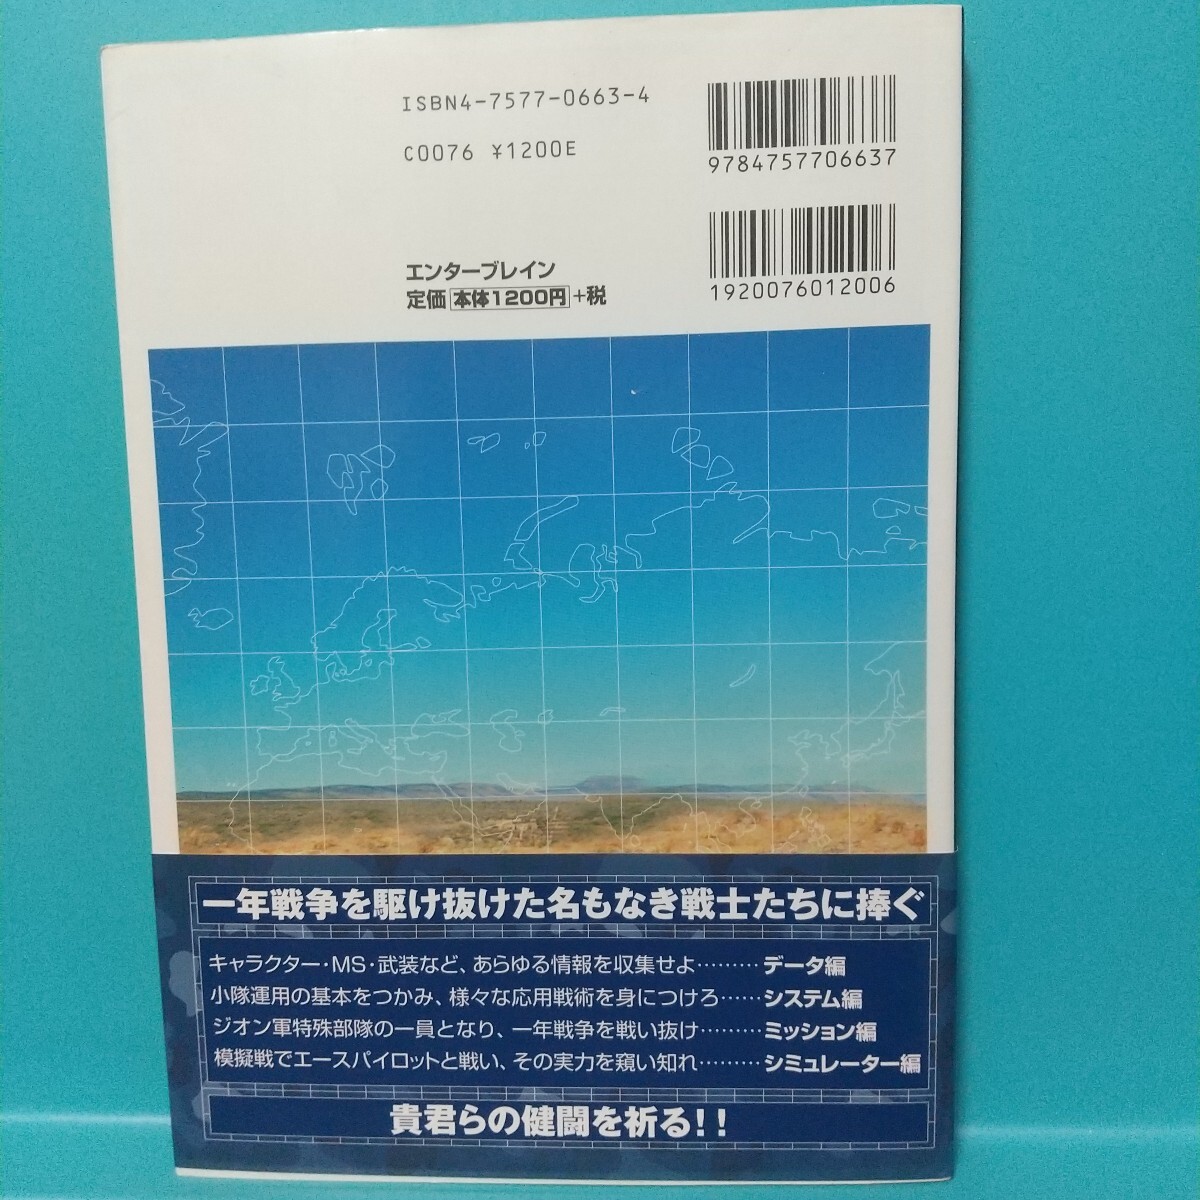 ISBN4-7577-0663-4
C0076 ¥1200E
9784757706637
1920076012006
エンターブレイン
定価 本体1200円 +税
一年戦争を駆け抜けた名もなき戦士たちに捧ぐ
キャラクター・MS・武装など、あらゆる情報を収集せよ………データ編
小隊運用の基本をつかみ、様々な応用戦術を身につけろ……システム編
ジオン軍特殊部隊の一員となり、一年戦争を戦い抜け………ミッション編
模擬戦でエースパイロットと戦い、その実力を窺い知れ………シミュレーター編
貴君らの健闘を祈る!!